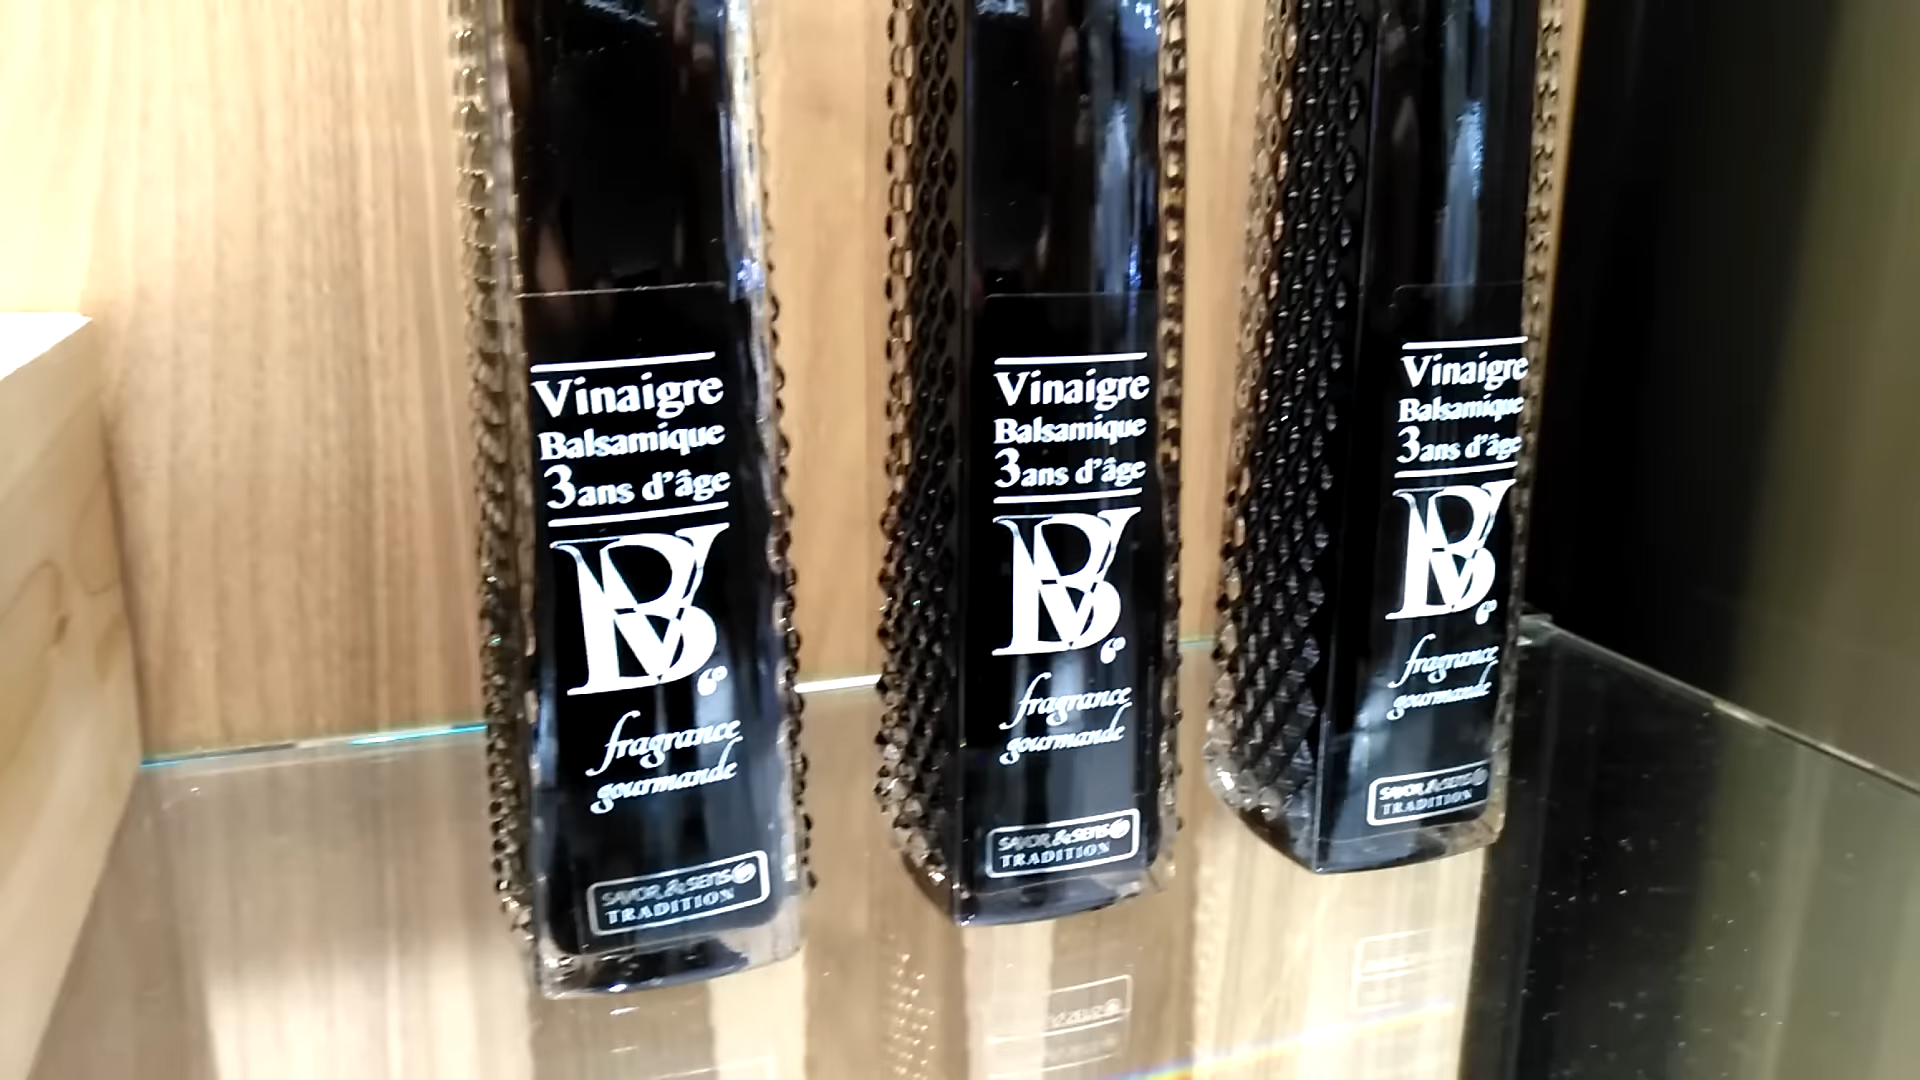 Vinaigre
Balsamique
3ans d'âge
BV
fragrance
gourmande
SAVOR & SENS
TRADITION
Vinaigre
Balsamique
3ans d'âge
BV
fragrance
gourmande
SAVOR & SENS
TRADITION
Vinaigre
Balsamique
3ans d'âge
BV
fragrance
gourmande
SAVOR & SENS
TRADITION